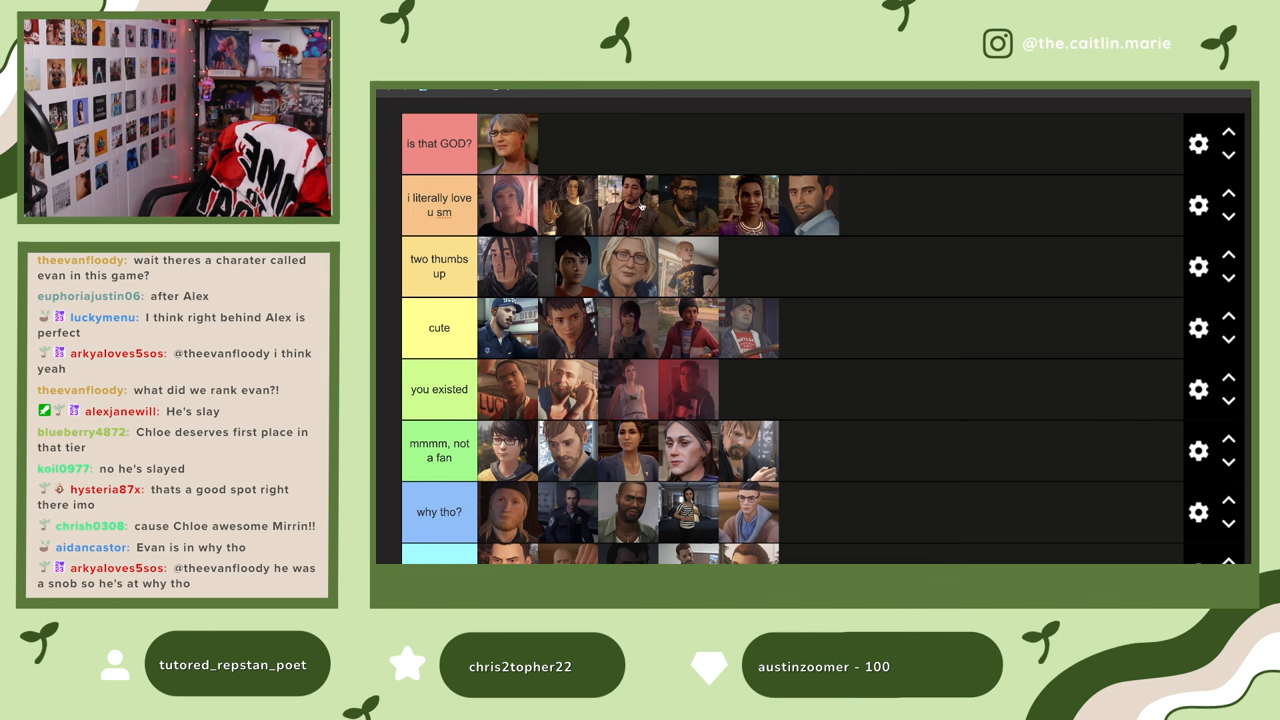 @the.caitlin.marie
theevanfloody: wait theres a charater called
evan in this game?
euphoriajustin06: after Alex
luckymenu: I think right behind Alex is
perfect
arkyaloves5sos: @theevanfloody i think
yeah
theevanfloody: what did we rank evan?!
alexjanewill: He's slay
blueberry4872: Chloe deserves first place in
that tier
koil0977: no he's slayed
hysteria87x: thats a good spot right
there imo
chrish0308: cause Chloe awesome Mirrin!!
aidancastor: Evan is in why tho
arkyaloves5sos: @theevanfloody he was
a snob so he's at why tho
is that GOD?
i literally love
u sm
two thumbs
up
cute
you existed
mmmm, not
a fan
why tho?
tutored_repstan_poet
chris2topher22
austinzoomer - 100